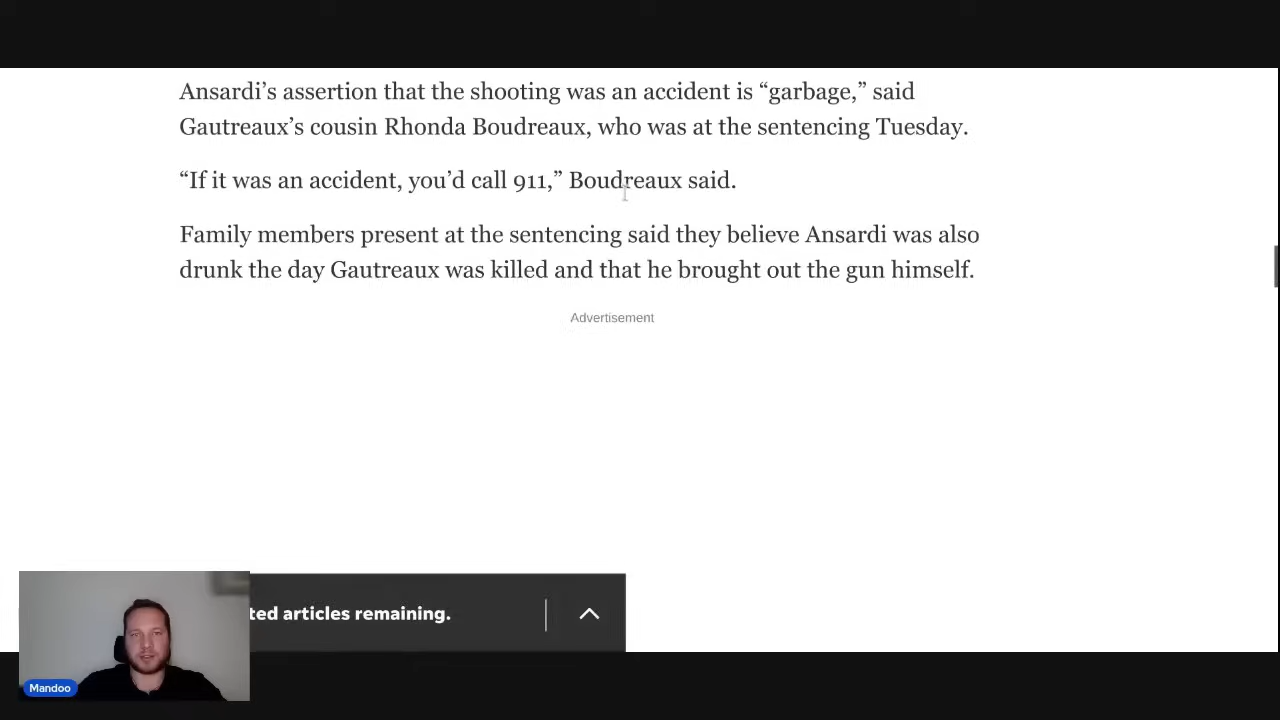 Ansardi’s assertion that the shooting was an accident is “garbage,” said
Gautreaux’s cousin Rhonda Boudreaux, who was at the sentencing Tuesday.
“If it was an accident, you’d call 911,” Boudreaux said.
Family members present at the sentencing said they believe Ansardi was also
drunk the day Gautreaux was killed and that he brought out the gun himself.
Advertisement
ted articles remaining.
Mandoo